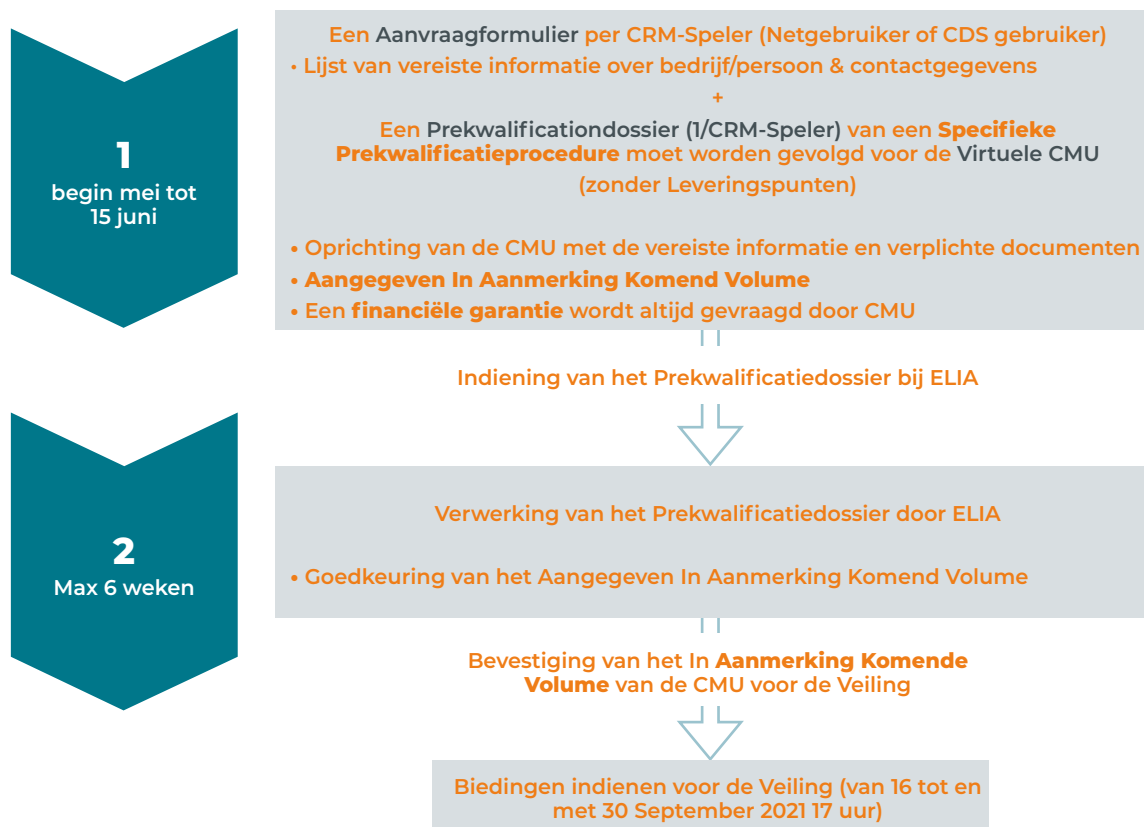 1
begin mei tot
15 juni
Een Aanvraagformulier per CRM-Speler (Netgebruiker of CDS gebruiker)
• Lijst van vereiste informatie over bedrijf/persoon & contactgegevens
+
Een Prekwalificationdossier (1/CRM-Speler) van een Specifieke
Prekwalificatieprocedure moet worden gevolgd voor de Virtuele CMU
(zonder Leveringspunten)
• Oprichting van de CMU met de vereiste informatie en verplichte documenten
• Aangegeven In Aanmerking Komend Volume
• Een financiële garantie wordt altijd gevraagd door CMU
Indiening van het Prekwalificatiedossier bij ELIA
2
Max 6 weken
Verwerking van het Prekwalificatiedossier door ELIA
• Goedkeuring van het Aangegeven In Aanmerking Komend Volume
Bevestiging van het In Aanmerking Komende
Volume van de CMU voor de Veiling
Biedingen indienen voor de Veiling (van 16 tot en
met 30 September 2021 17 uur)